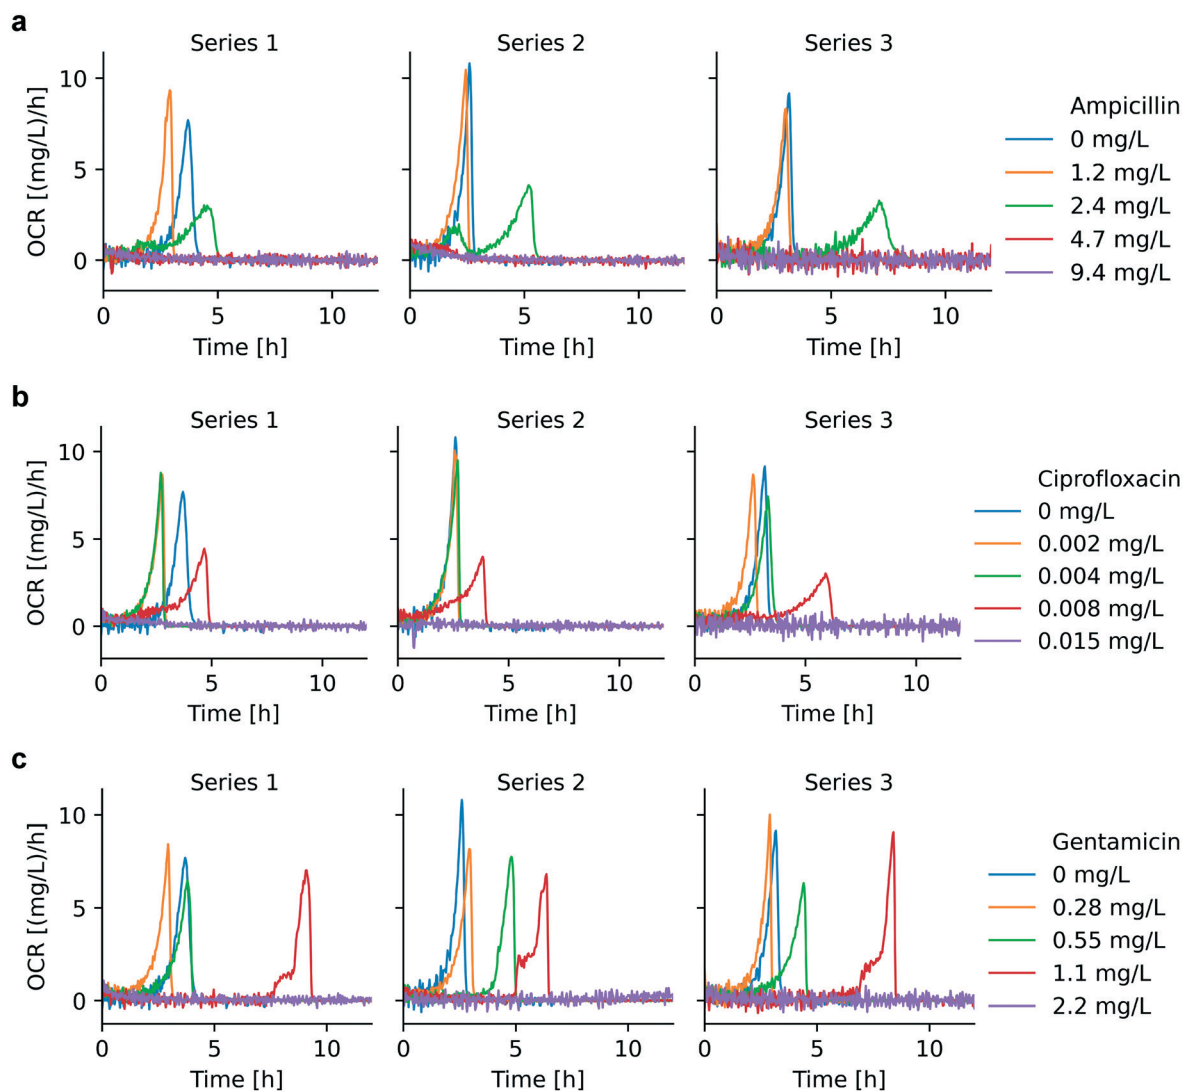 a
Series 1 Series 2 Series 3
OCR [(mg/L)/h]
10
5
0
0 5 10 0 5 10 0 5 10
Time [h] Time [h] Time [h]
Ampicillin
0 mg/L
1.2 mg/L
2.4 mg/L
4.7 mg/L
9.4 mg/L
b
Series 1 Series 2 Series 3
OCR [(mg/L)/h]
10
5
0
0 5 10 0 5 10 0 5 10
Time [h] Time [h] Time [h]
Ciprofloxacin
0 mg/L
0.002 mg/L
0.004 mg/L
0.008 mg/L
0.015 mg/L
c
Series 1 Series 2 Series 3
OCR [(mg/L)/h]
10
5
0
0 5 10 0 5 10 0 5 10
Time [h] Time [h] Time [h]
Gentamicin
0 mg/L
0.28 mg/L
0.55 mg/L
1.1 mg/L
2.2 mg/L